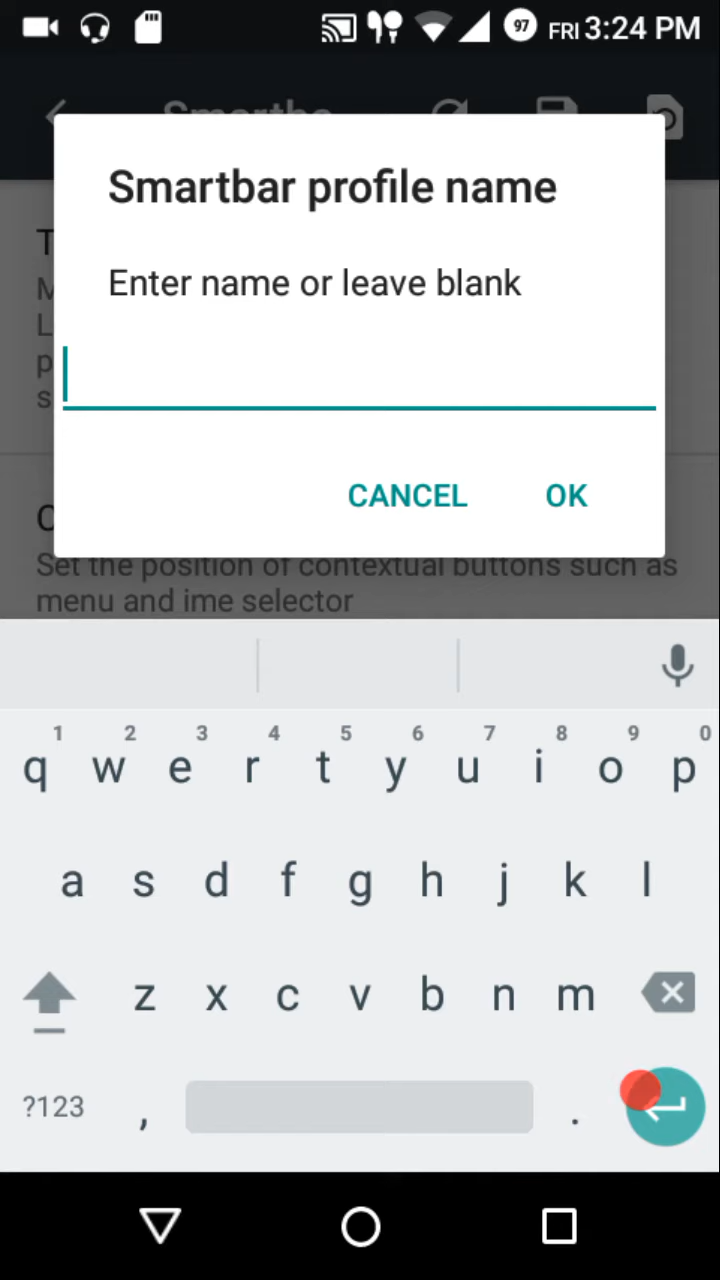 97 FRI 3:24 PM
Smartba
Smartbar profile name
Enter name or leave blank
CANCEL OK
Set the position of contextual buttons such as
menu and ime selector
1 2 3 4 5 6 7 8 9 0
q w e r t y u i o p
a s d f g h j k l
z x c v b n m
?123 , .